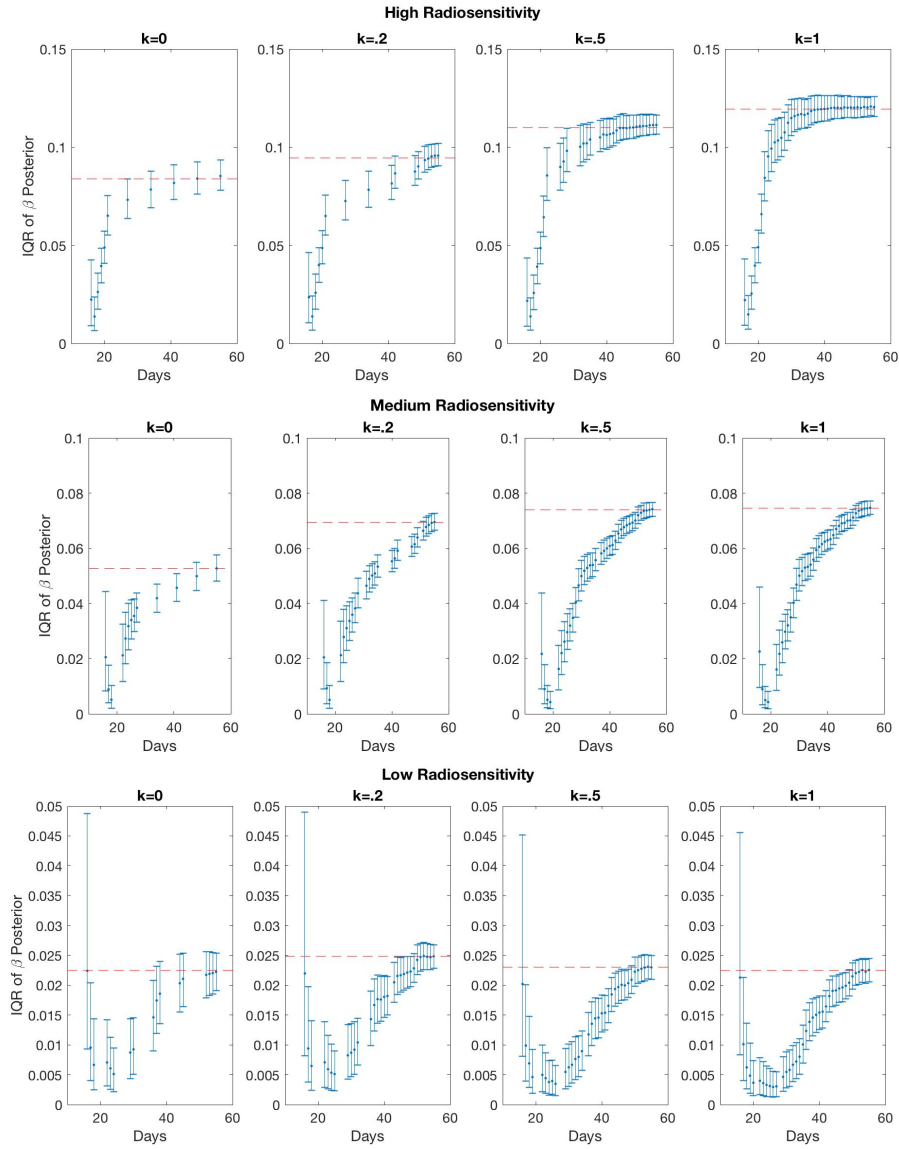 High Radiosensitivity
k=0 k=.2 k=.5 k=1
IQR of β Posterior
0.15 0.15 0.15 0.15
0.1 0.1 0.1 0.1
0.05 0.05 0.05 0.05
0 0 0 0
20 40 60 20 40 60 20 40 60 20 40 60
Days Days Days Days
Medium Radiosensitivity
k=0 k=.2 k=.5 k=1
IQR of β Posterior
0.1 0.1 0.1 0.1
0.08 0.08 0.08 0.08
0.06 0.06 0.06 0.06
0.04 0.04 0.04 0.04
0.02 0.02 0.02 0.02
0 0 0 0
20 40 60 20 40 60 20 40 60 20 40 60
Days Days Days Days
Low Radiosensitivity
k=0 k=.2 k=.5 k=1
IQR of β Posterior
0.05 0.05 0.05 0.05
0.045 0.045 0.045 0.045
0.04 0.04 0.04 0.04
0.035 0.035 0.035 0.035
0.03 0.03 0.03 0.03
0.025 0.025 0.025 0.025
0.02 0.02 0.02 0.02
0.015 0.015 0.015 0.015
0.01 0.01 0.01 0.01
0.005 0.005 0.005 0.005
0 0 0 0
20 40 60 20 40 60 20 40 60 20 40 60
Days Days Days Days